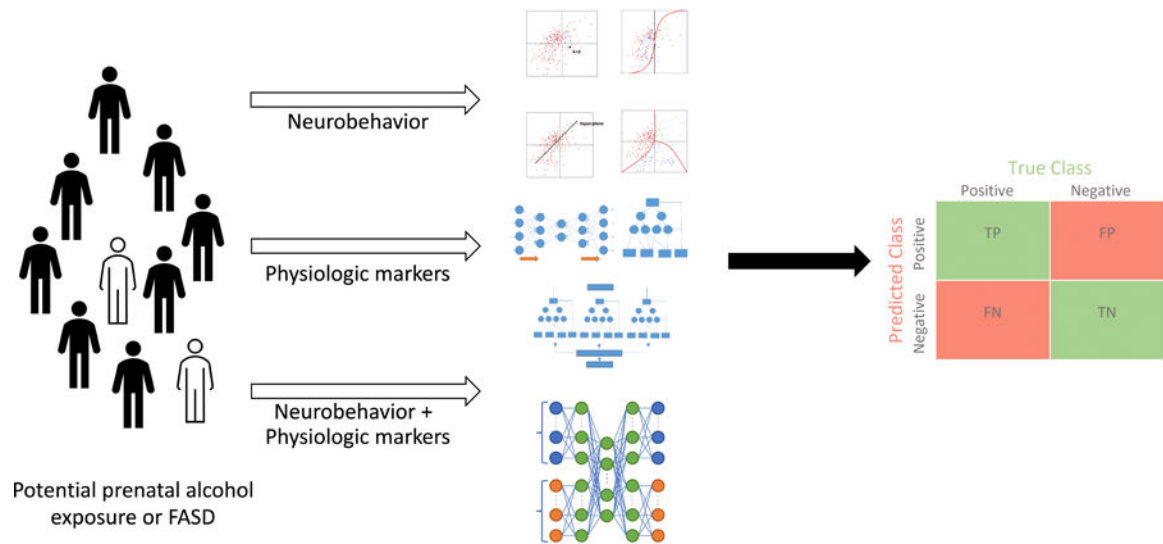 Potential prenatal alcohol
exposure or FASD
Neurobehavior
Physiologic markers
Neurobehavior +
Physiologic markers
Hyperplane
True Class
Positive Negative
Predicted Class
Positive
Negative
TP FP
FN TN